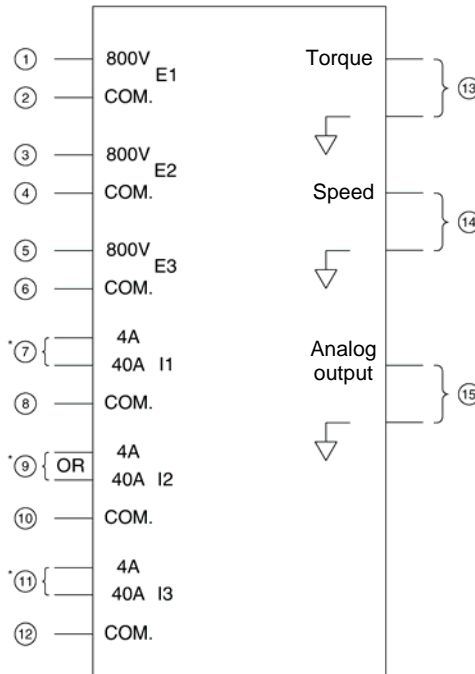 ① 800V E1 Torque ⑬
② COM.
③ 800V E2
④ COM. Speed ⑭
⑤ 800V E3
⑥ COM.
* ⑦ 4A
40A I1 Analog output ⑮
⑧ COM.
* ⑨ OR 4A
40A I2
⑩ COM.
* ⑪ 4A
40A I3
⑫ COM.